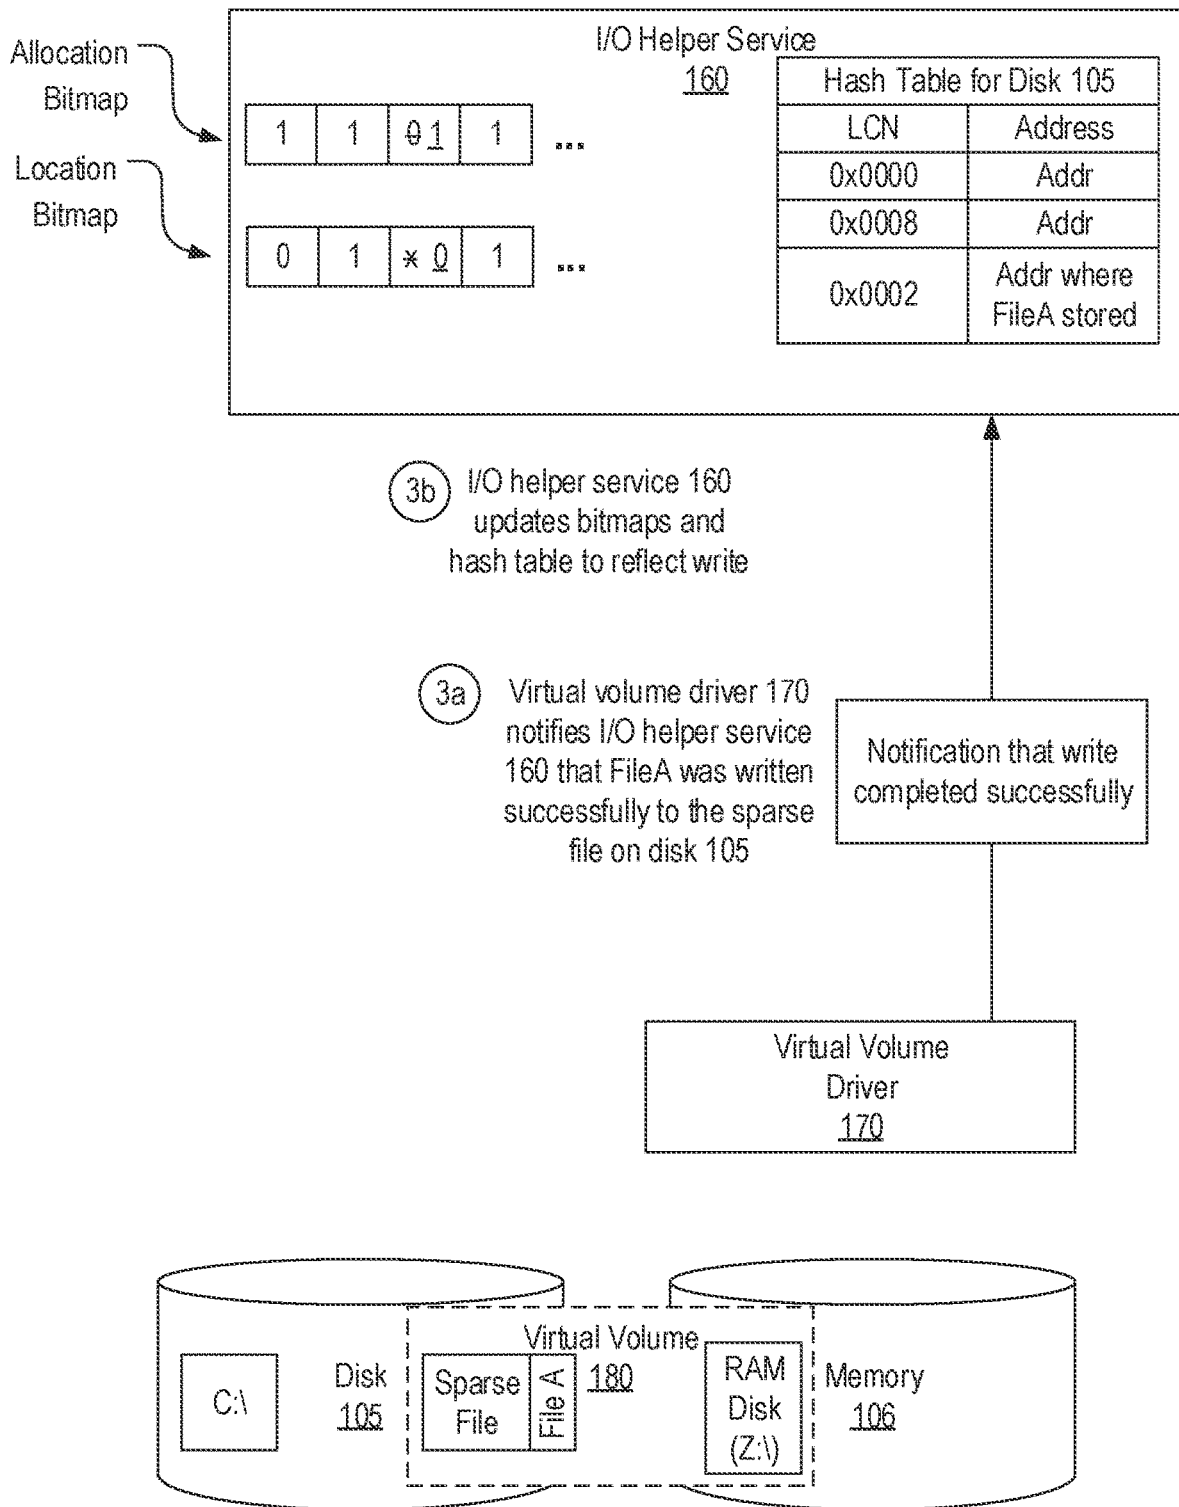 Allocation
Bitmap
Location
Bitmap
I/O Helper Service
160
1 1 0 1 1 ...
0 1 x 0 1 ...
Hash Table for Disk 105
LCN Address
0x0000 Addr
0x0008 Addr
0x0002 Addr where
FileA stored
3b I/O helper service 160
updates bitmaps and
hash table to reflect write
3a Virtual volume driver 170
notifies I/O helper service
160 that FileA was written
successfully to the sparse
file on disk 105
Notification that write
completed successfully
Virtual Volume
Driver
170
C:\
Disk
105
Virtual Volume
180
Sparse
File
File A
RAM
Disk
(Z:\)
Memory
106